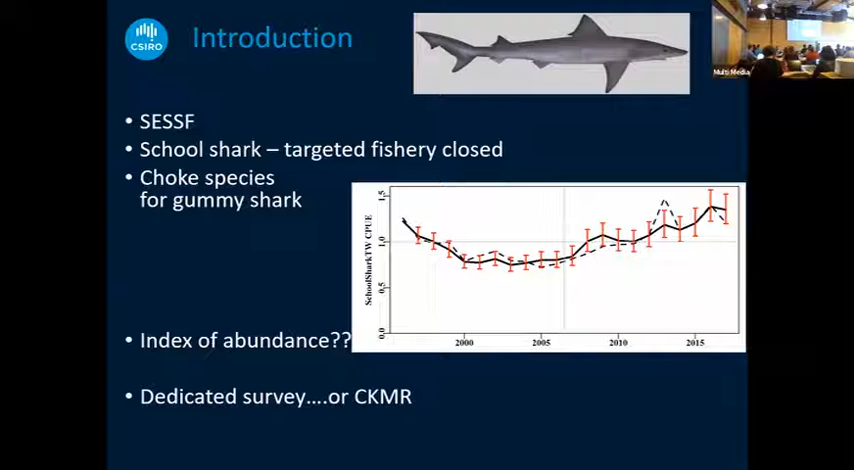 CSIRO
Introduction
Multi Media
• SESSF
• School shark – targeted fishery closed
• Choke species
for gummy shark
SchoolSharkTW CPUE
1.5
1.0
0.5
0.0
2000 2005 2010 2015
• Index of abundance??
• Dedicated survey….or CKMR